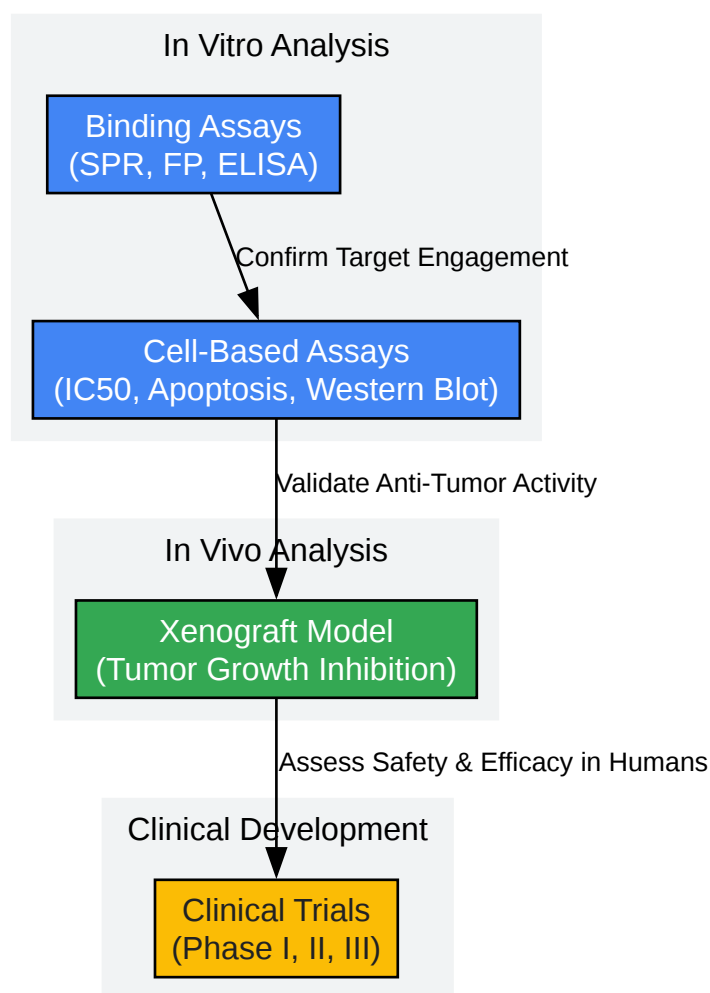 In Vitro Analysis
Binding Assays
(SPR, FP, ELISA)
Confirm Target Engagement
Cell-Based Assays
(IC50, Apoptosis, Western Blot)
Validate Anti-Tumor Activity
In Vivo Analysis
Xenograft Model
(Tumor Growth Inhibition)
Assess Safety & Efficacy in Humans
Clinical Development
Clinical Trials
(Phase I, II, III)